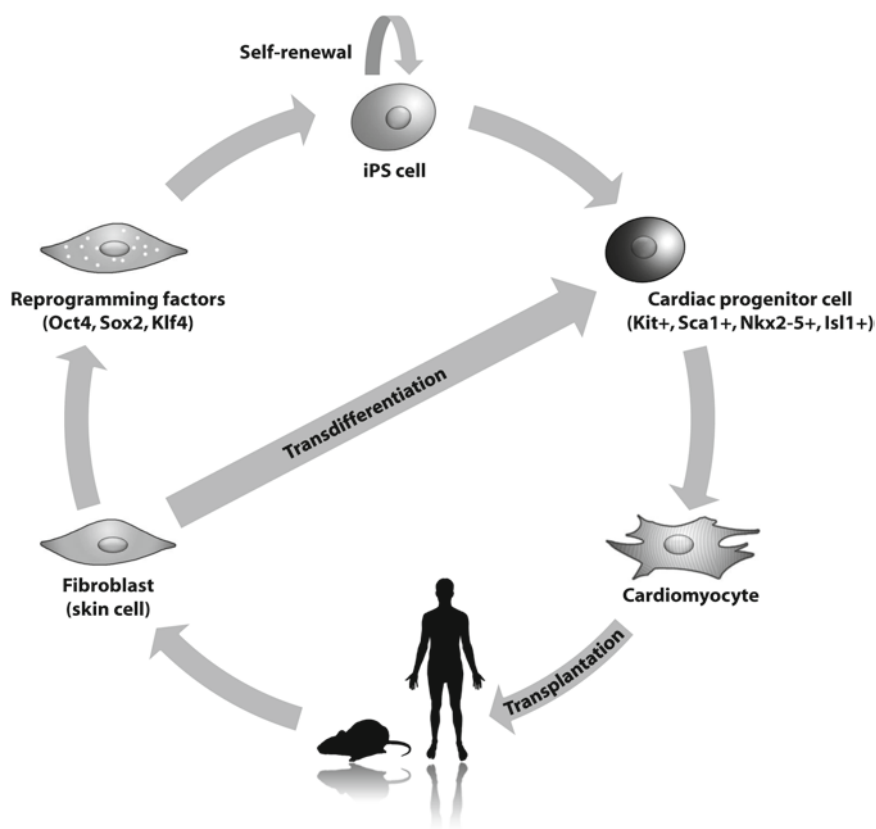 Self-renewal
iPS cell
Reprogramming factors
(Oct4, Sox2, Klf4)
Cardiac progenitor cell
(Kit+, Sca1+, Nkx2-5+, Isl1+)
Transdifferentiation
Fibroblast
(skin cell)
Cardiomyocyte
Transplantation